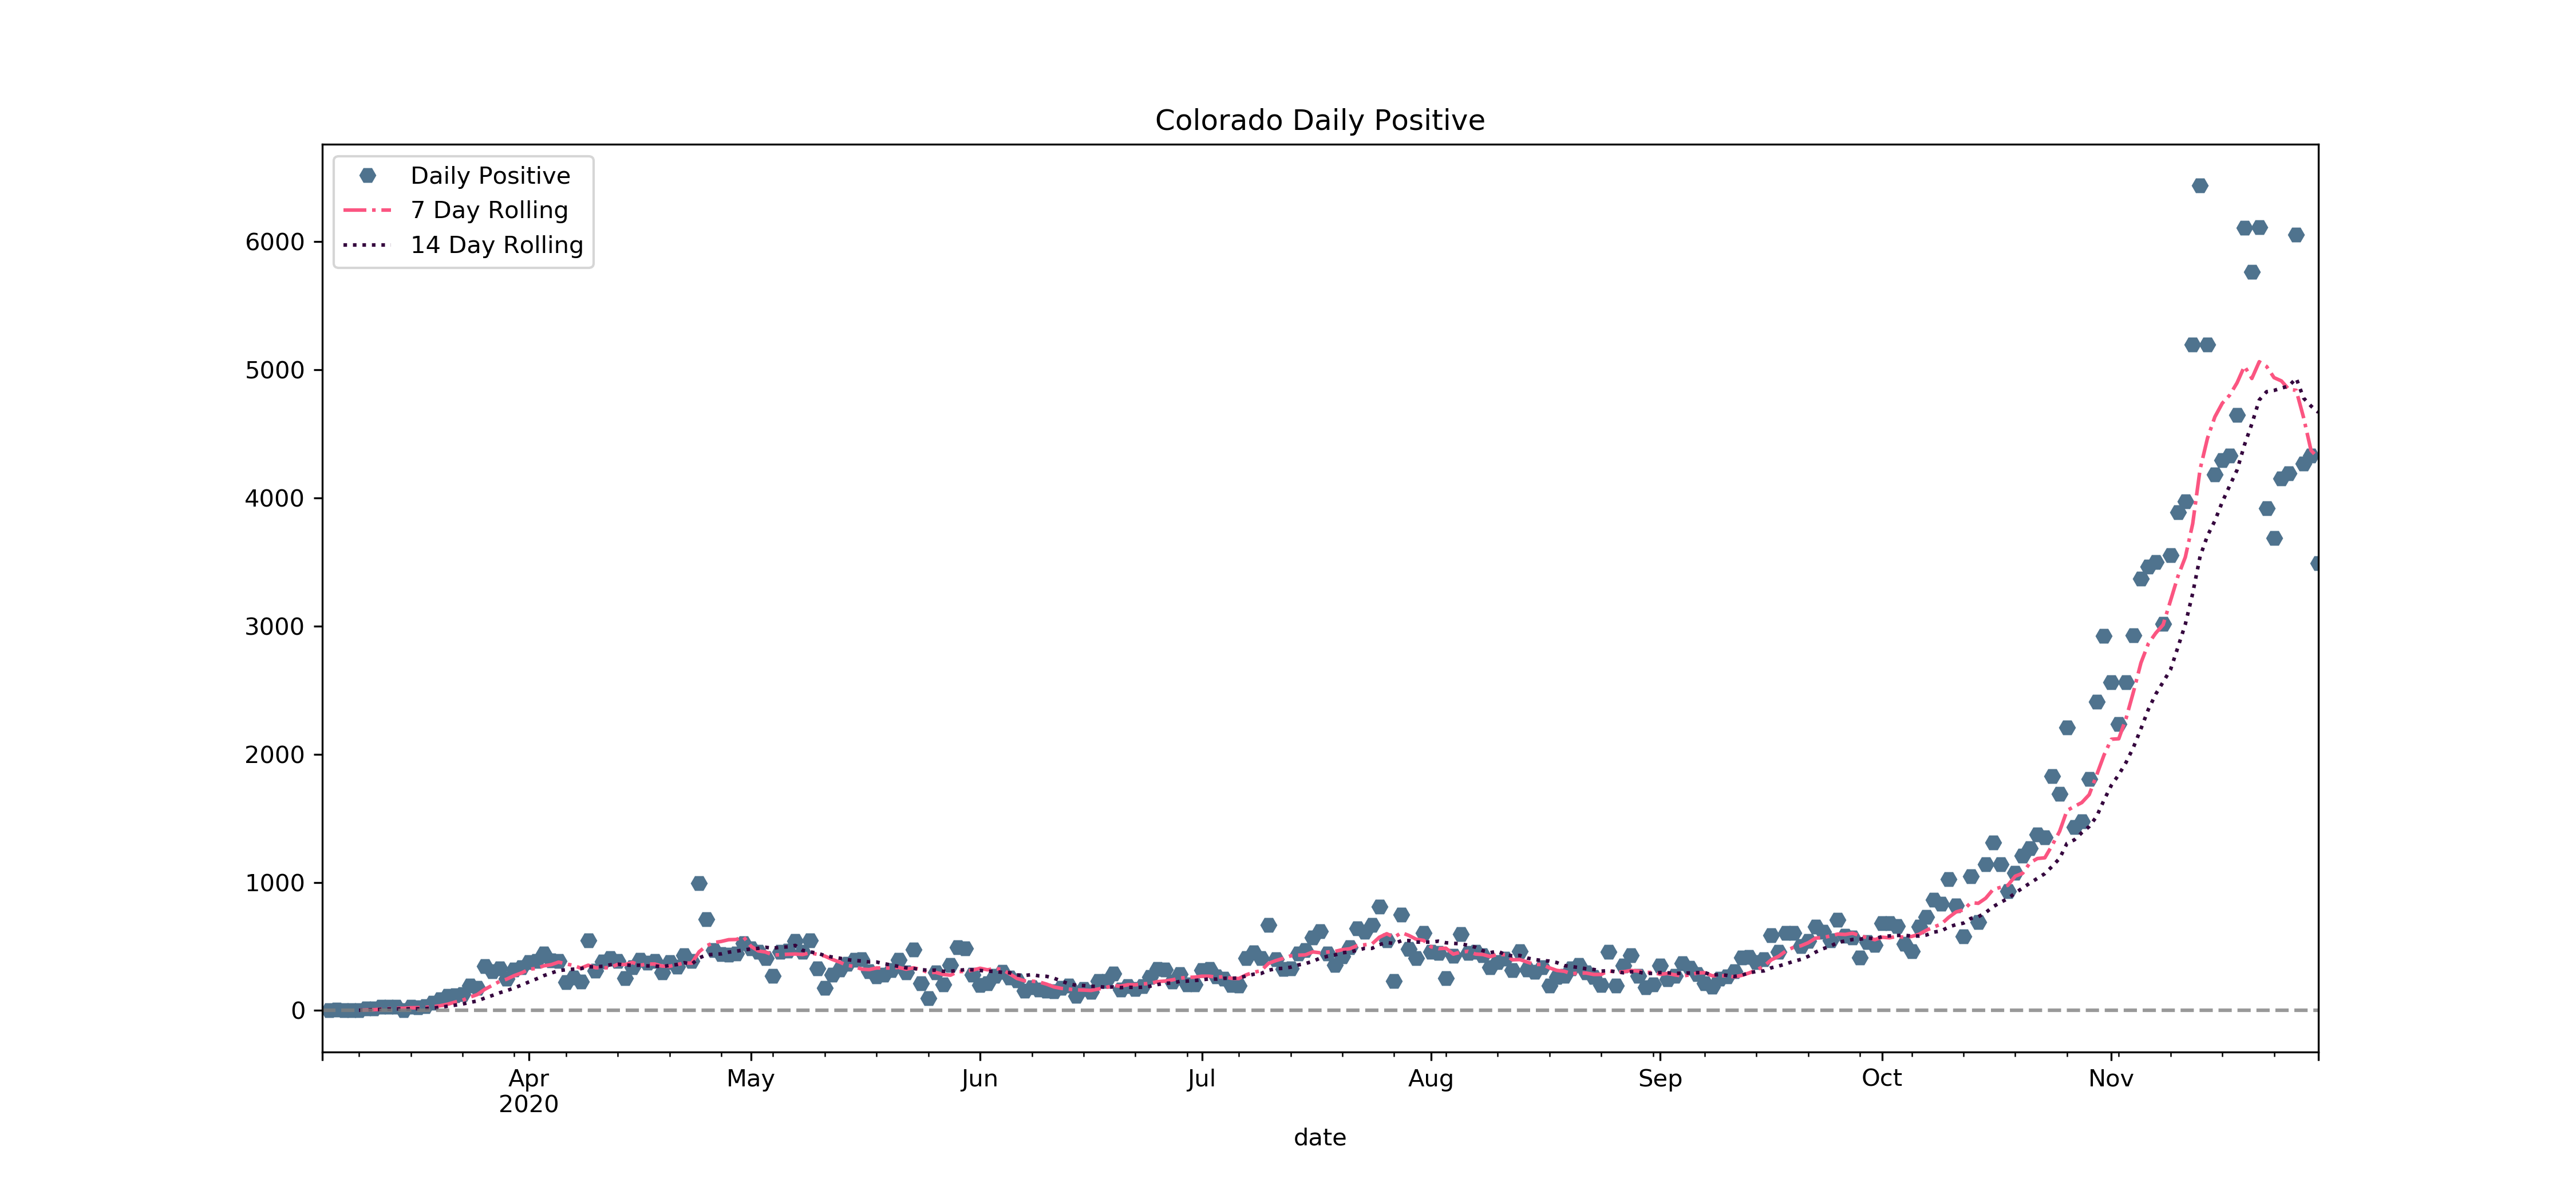 Colorado Daily Positive
Daily Positive
7 Day Rolling
14 Day Rolling
6000
5000
4000
3000
2000
1000
0
Apr May Jun Jul Aug Sep Oct Nov
2020
date